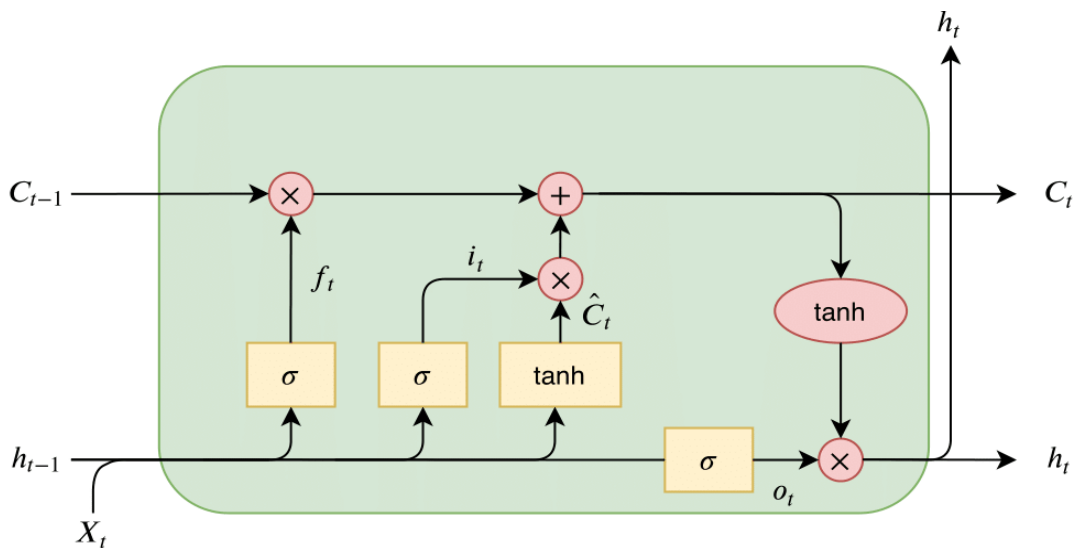 h_t
C_{t-1}
×
+
C_t
f_t
i_t
×
Ĉ_t
tanh
σ
σ
tanh
h_{t-1}
σ
×
h_t
o_t
X_t